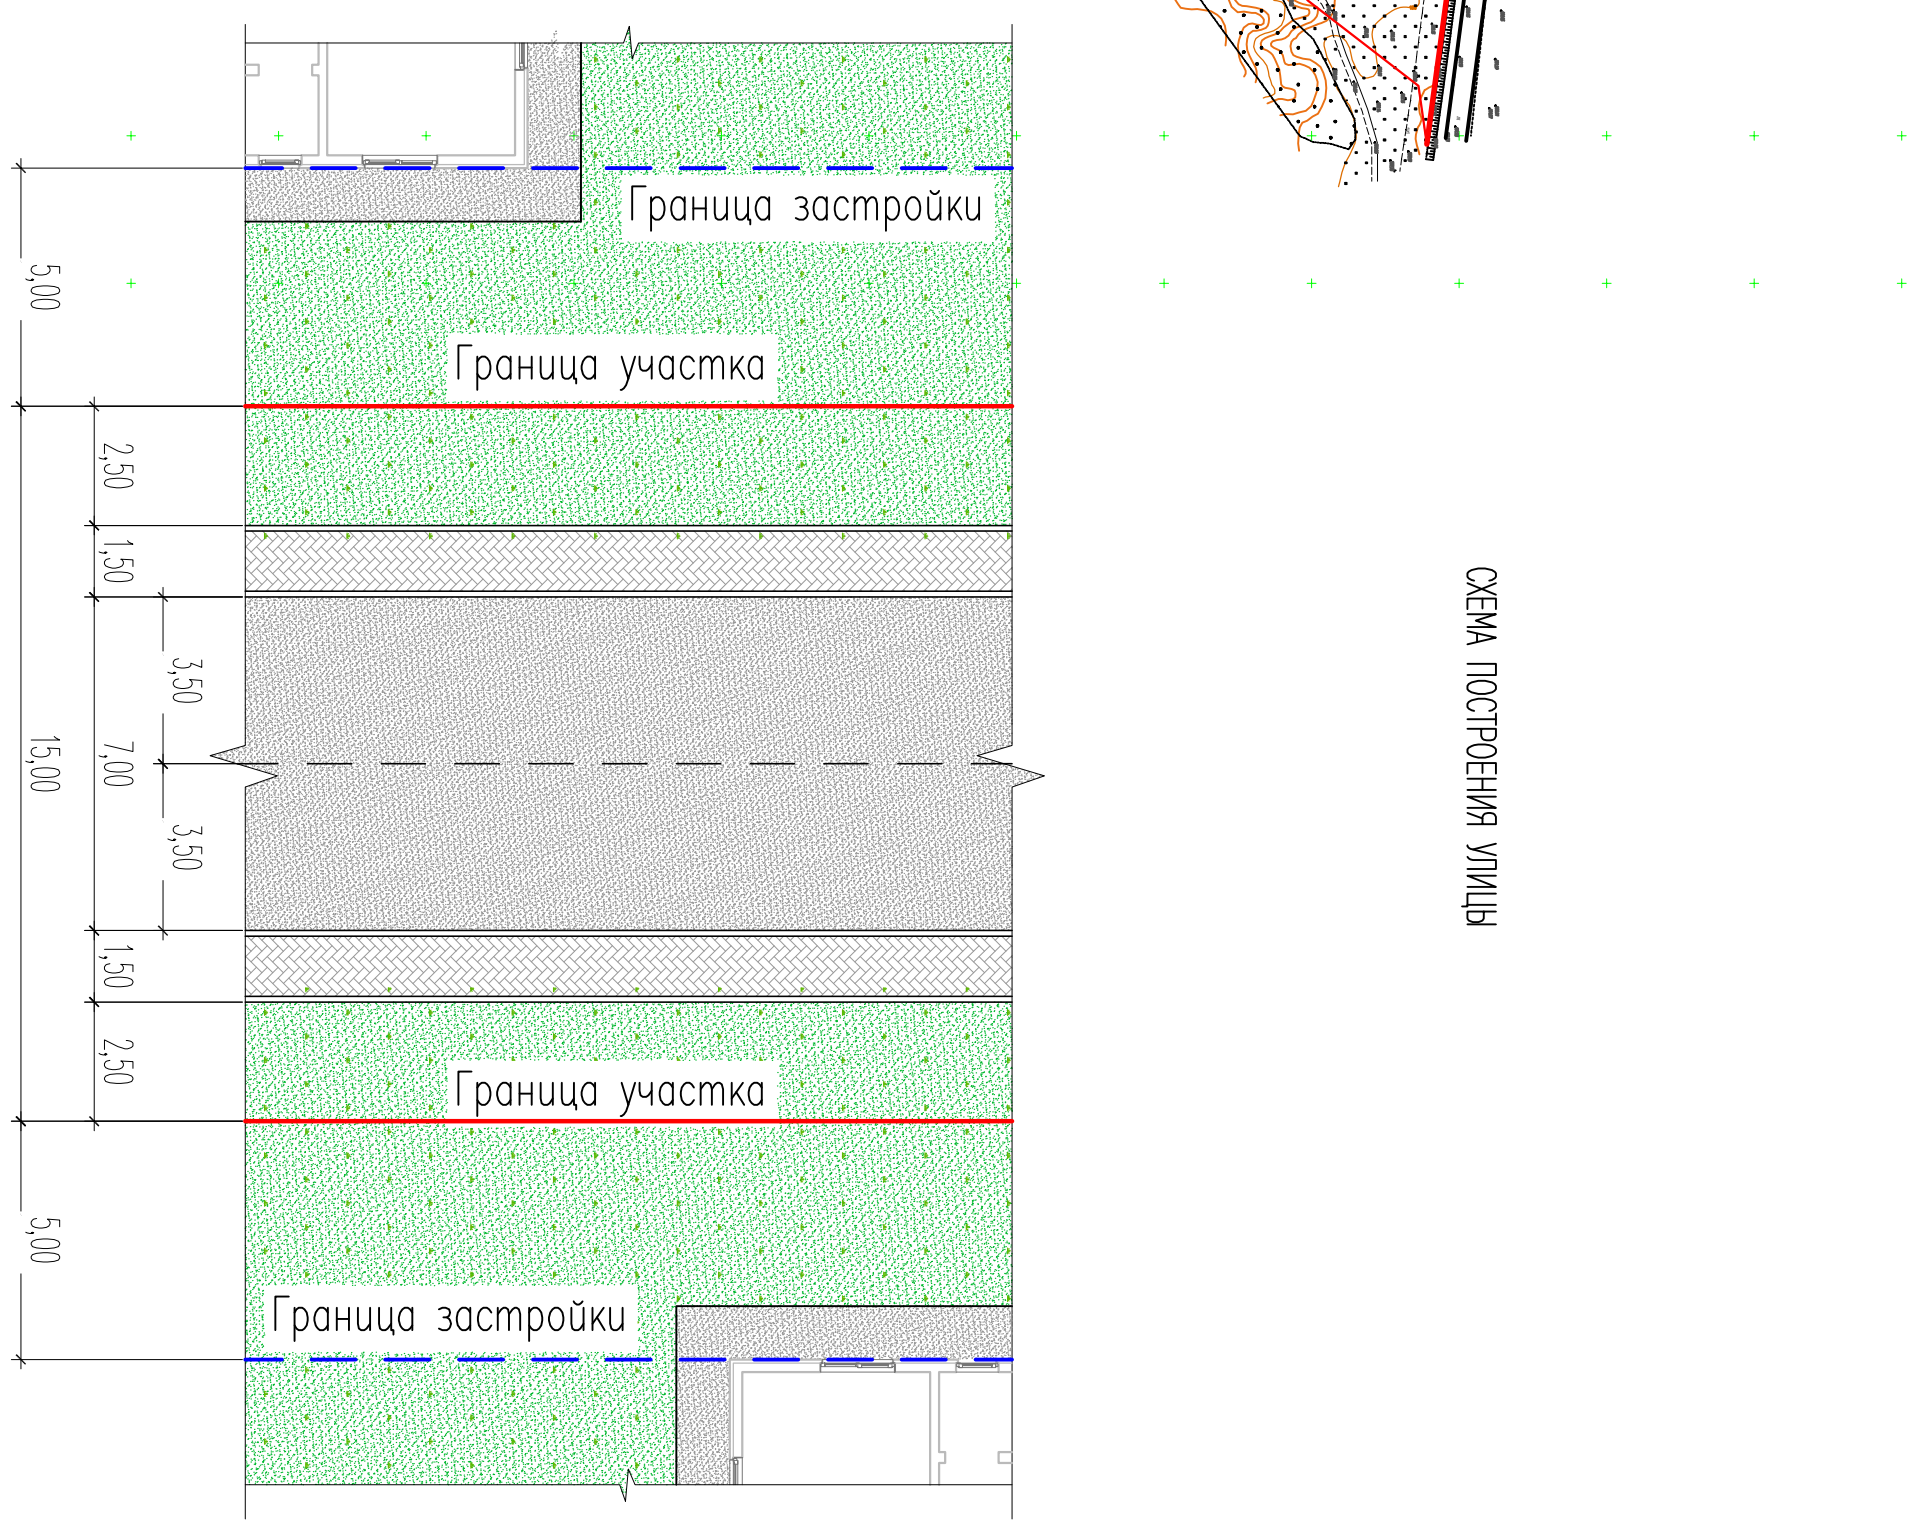 Граница застройки
Граница участка
Граница участка
Граница застройки
5,00
15,00
5,00
2,50
1,50
7,00
1,50
2,50
3,50
3,50
СХЕМА ПОСТРОЕНИЯ УЛИЦЫ